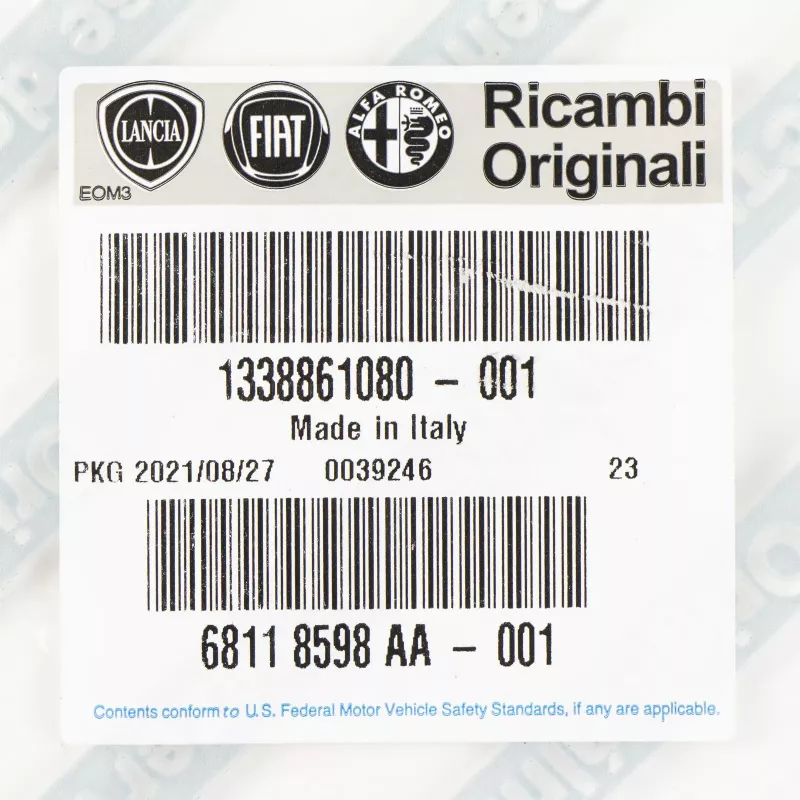 LANCIA
FIAT
ALFA ROMEO
Ricambi
Originali
EOM3
1338861080 - 001
Made in Italy
PKG 2021/08/27 0039246 23
6811 8598 AA - 001
Contents conform to U.S. Federal Motor Vehicle Safety Standards, if any are applicable.